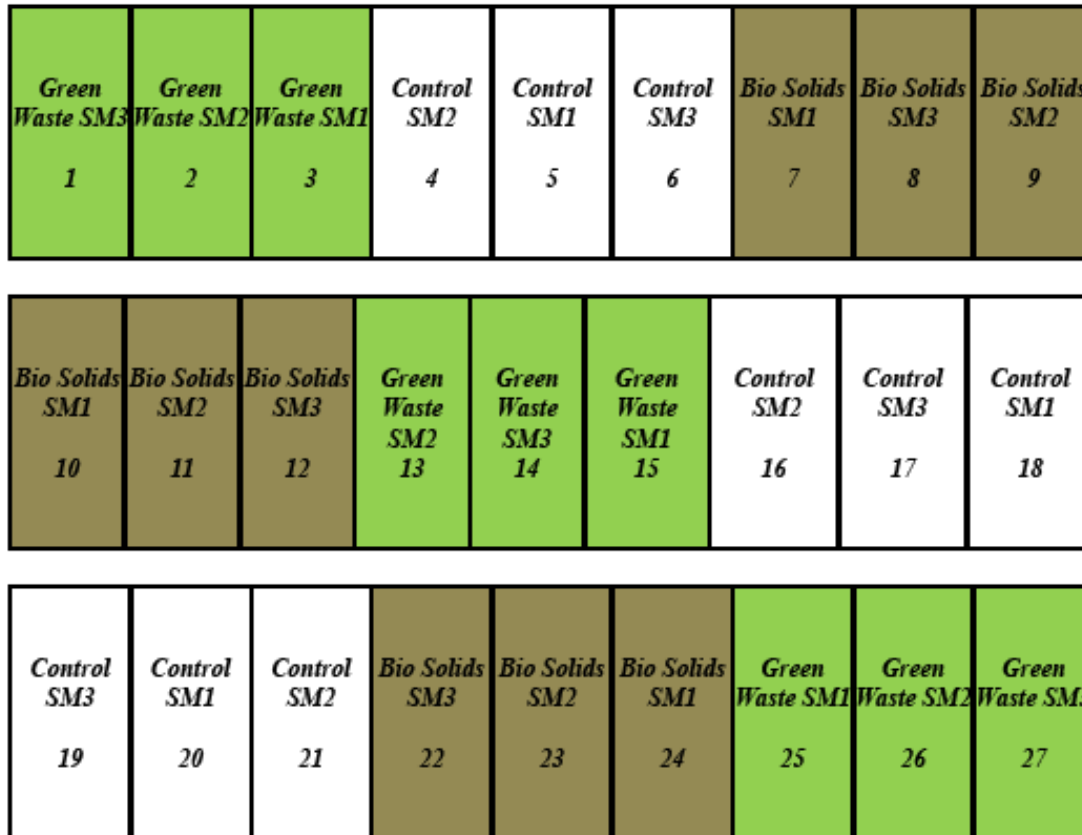 Green
Waste SM3
1
Green
Waste SM2
2
Green
Waste SM1
3
Control
SM2
4
Control
SM1
5
Control
SM3
6
Bio Solids
SM1
7
Bio Solids
SM3
8
Bio Solids
SM2
9
Bio Solids
SM1
10
Bio Solids
SM2
11
Bio Solids
SM3
12
Green
Waste
SM2
13
Green
Waste
SM3
14
Green
Waste
SM1
15
Control
SM2
16
Control
SM3
17
Control
SM1
18
Control
SM3
19
Control
SM1
20
Control
SM2
21
Bio Solids
SM3
22
Bio Solids
SM2
23
Bio Solids
SM1
24
Green
Waste SM1
25
Green
Waste SM2
26
Green
Waste SM3
27